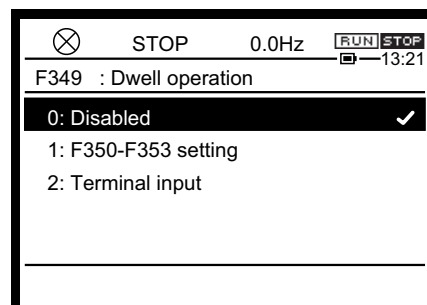 STOP 0.0Hz RUN STOP
13:21
F349 : Dwell operation
0: Disabled
1: F350-F353 setting
2: Terminal input